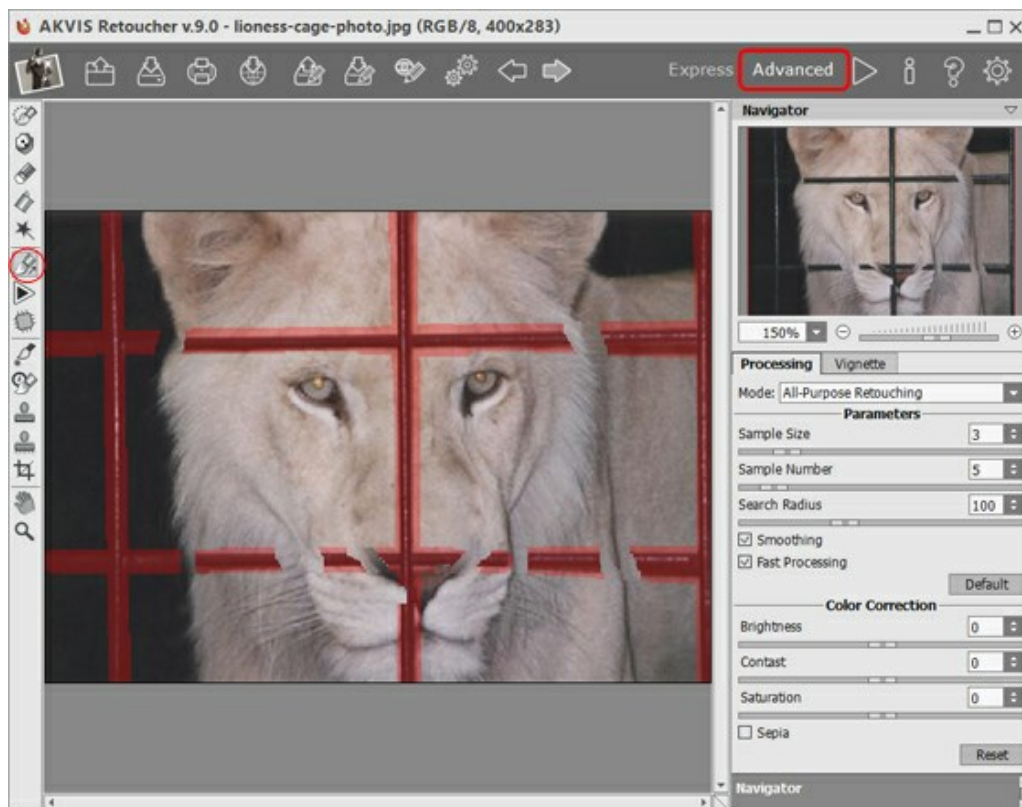 AKVIS Retoucher v.9.0 - lioness-cage-photo.jpg (RGB/8, 400x283)
Express Advanced
Navigator
150%
Processing Vignette
Mode: All-Purpose Retouching
Parameters
Sample Size 3
Sample Number 5
Search Radius 100
Smoothing
Fast Processing
Default
Color Correction
Brightness 0
Contast 0
Saturation 0
Sepia
Reset
Navigator